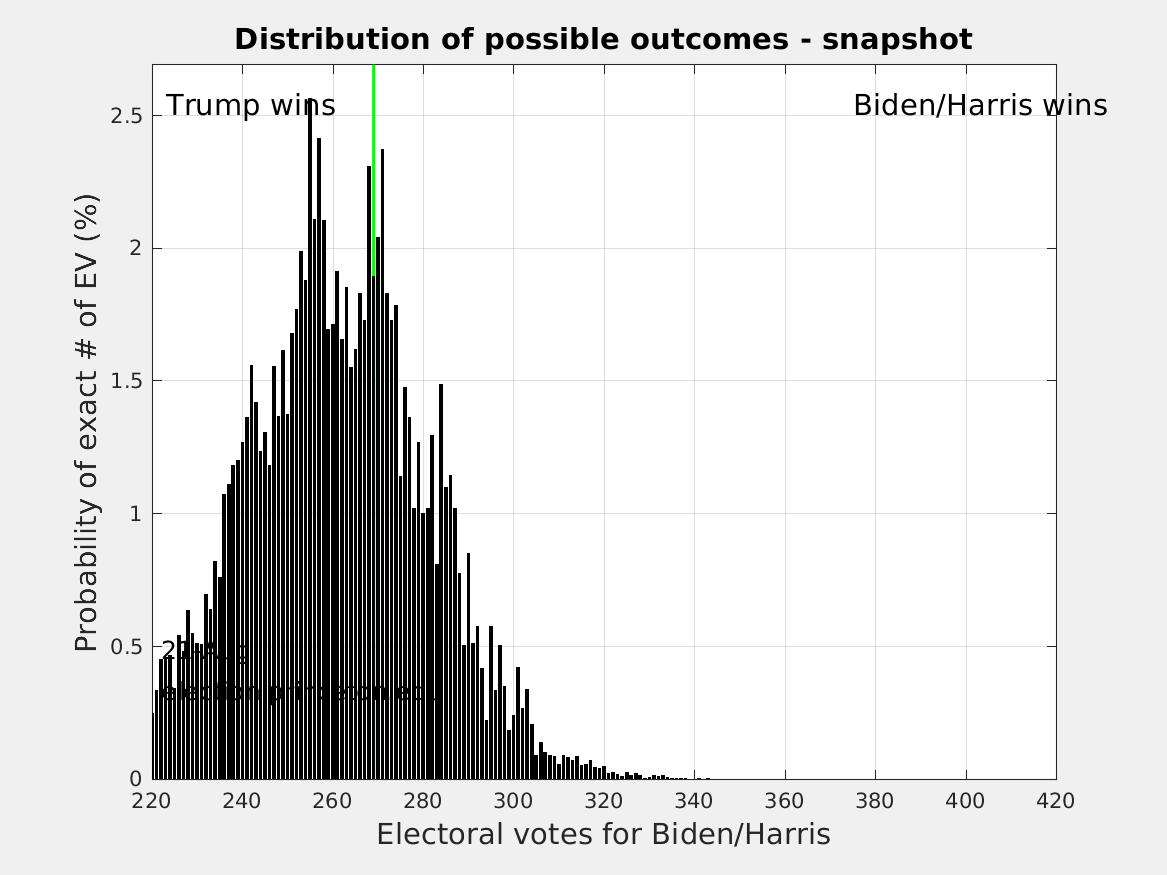 Distribution of possible outcomes - snapshot
Trump wins
Biden/Harris wins
Probability of exact # of EV (%)
2.5
2
1.5
1
0.5
0
220 240 260 280 300 320 340 360 380 400 420
Electoral votes for Biden/Harris